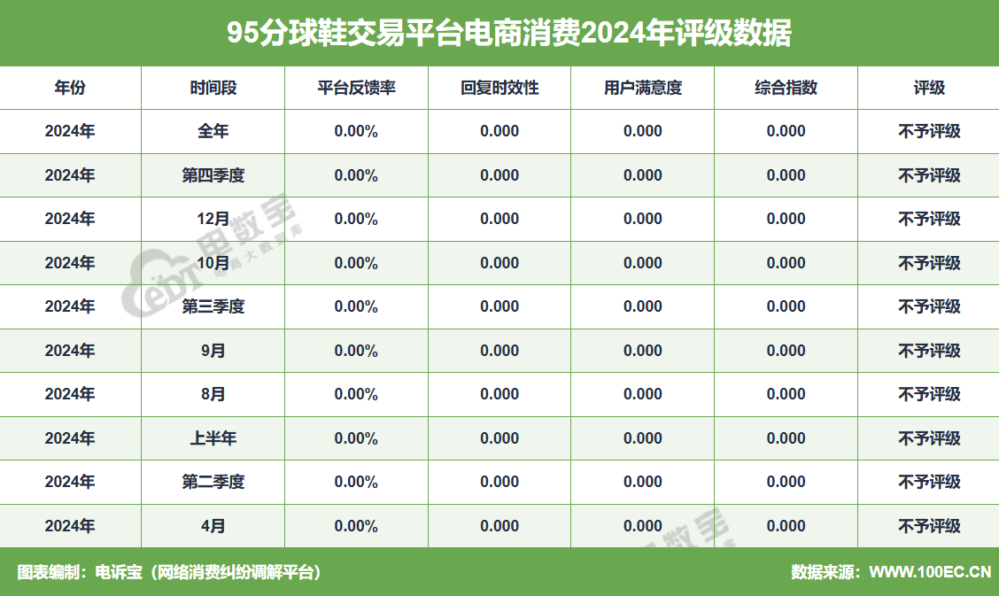 95分球鞋交易平台电商消费2024年评级数据
年份 时间段 平台反馈率 回复时效性 用户满意度 综合指数 评级
2024年 全年 0.00% 0.000 0.000 0.000 不予评级
2024年 第四季度 0.00% 0.000 0.000 0.000 不予评级
2024年 12月 0.00% 0.000 0.000 0.000 不予评级
2024年 10月 0.00% 0.000 0.000 0.000 不予评级
2024年 第三季度 0.00% 0.000 0.000 0.000 不予评级
2024年 9月 0.00% 0.000 0.000 0.000 不予评级
2024年 8月 0.00% 0.000 0.000 0.000 不予评级
2024年 上半年 0.00% 0.000 0.000 0.000 不予评级
2024年 第二季度 0.00% 0.000 0.000 0.000 不予评级
2024年 4月 0.00% 0.000 0.000 0.000 不予评级
电数宝
电商大数据库
eDT
数宝
图表编制：电诉宝（网络消费纠纷调解平台）
数据来源：WWW.100EC.CN